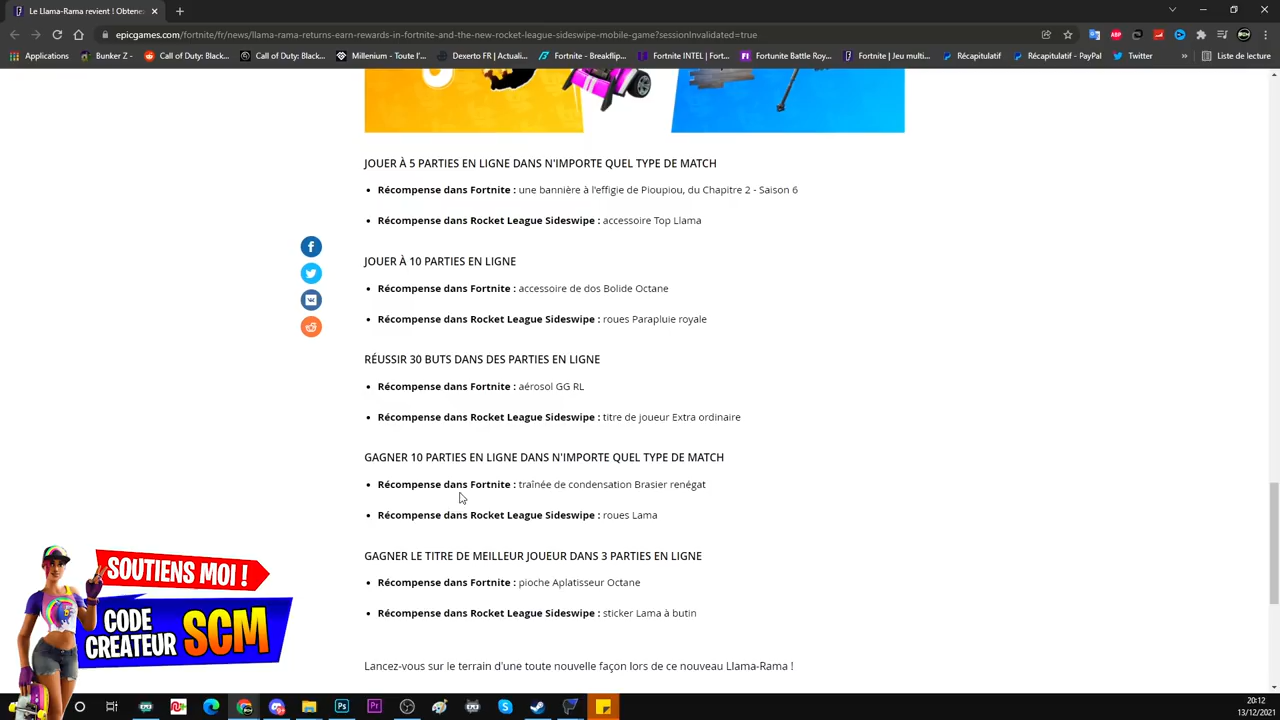 Le Llama-Rama revient ! Obtene
epicgames.com/fortnite/fr/news/llama-rama-returns-earn-rewards-in-fortnite-and-the-new-rocket-league-sideswipe-mobile-game?sessionInvalidated=true
Applications Bunker Z - Call of Duty: Black... Call of Duty: Black... Millenium - Toute l'... Dexerto FR | Actuali... Fortnite - Breakflip... Fortnite INTEL | Fort... Fortunite Battle Roy... Fortnite | Jeu multi... Récapitulatif Récapitulatif - PayPal Twitter » Liste de lecture
JOUER À 5 PARTIES EN LIGNE DANS N'IMPORTE QUEL TYPE DE MATCH
• Récompense dans Fortnite : une bannière à l'effigie de Pioupiou, du Chapitre 2 - Saison 6
• Récompense dans Rocket League Sideswipe : accessoire Top Llama
JOUER À 10 PARTIES EN LIGNE
• Récompense dans Fortnite : accessoire de dos Bolide Octane
• Récompense dans Rocket League Sideswipe : roues Parapluie royale
RÉUSSIR 30 BUTS DANS DES PARTIES EN LIGNE
• Récompense dans Fortnite : aérosol GG RL
• Récompense dans Rocket League Sideswipe : titre de joueur Extra ordinaire
GAGNER 10 PARTIES EN LIGNE DANS N'IMPORTE QUEL TYPE DE MATCH
• Récompense dans Fortnite : traînée de condensation Brasier renégat
• Récompense dans Rocket League Sideswipe : roues Lama
GAGNER LE TITRE DE MEILLEUR JOUEUR DANS 3 PARTIES EN LIGNE
• Récompense dans Fortnite : pioche Aplatisseur Octane
• Récompense dans Rocket League Sideswipe : sticker Lama à butin
Lancez-vous sur le terrain d'une toute nouvelle façon lors de ce nouveau Llama-Rama !
SOUTIENS MOI !
CODE
CREATEUR SCM
20:12
13/12/2021